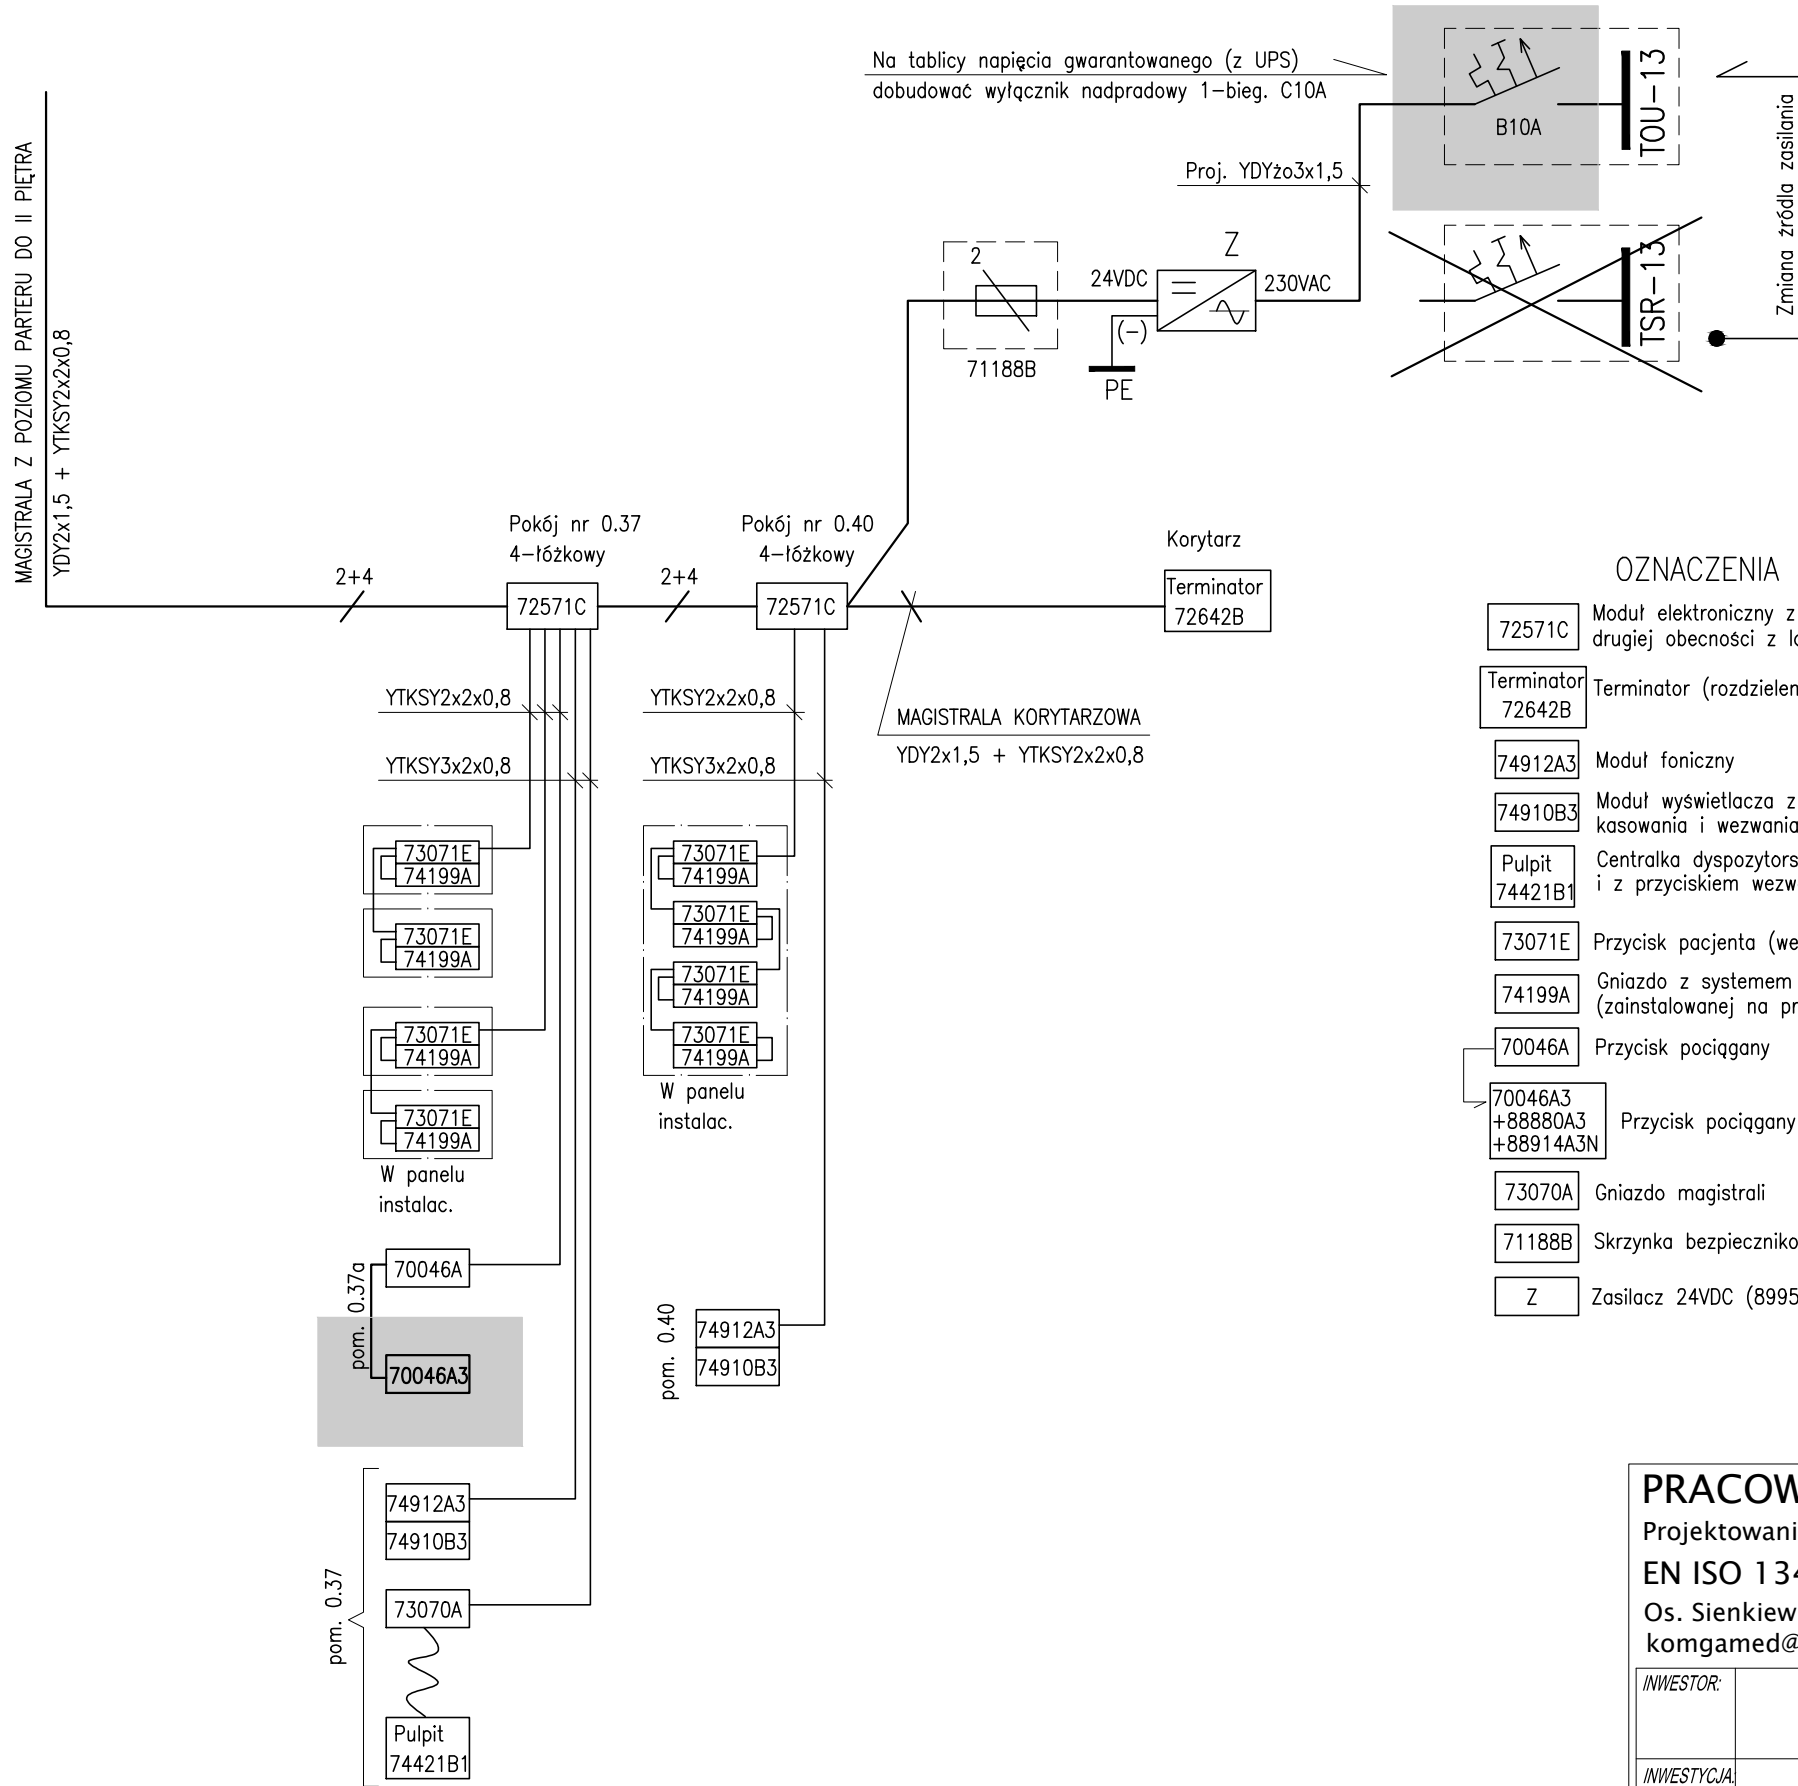 Na tablicy napięcia gwarantowanego (z UPS)
dobudować wyłącznik nadpradowy 1-bieg. C10A
B10A
TOU-13
Proj. YDYżo3x1,5
Zmiana źródla zasilania
TSR-13
MAGISTRALA Z POZIOMU PARTERU DO II PIĘTRA
YDY2x1,5 + YTKSY2x2x0,8
2
71188B
24VDC
Z
230VAC
(-)
PE
Pokój nr 0.37
4-łóżkowy
Pokój nr 0.40
4-łóżkowy
Korytarz
2+4
72571C
2+4
72571C
Terminator
72642B
YTKSY2x2x0,8
YTKSY3x2x0,8
YTKSY2x2x0,8
YTKSY3x2x0,8
MAGISTRALA KORYTARZOWA
YDY2x1,5 + YTKSY2x2x0,8
73071E
74199A
73071E
74199A
73071E
74199A
73071E
74199A
W panelu
instalac.
73071E
74199A
73071E
74199A
73071E
74199A
73071E
74199A
W panelu
instalac.
pom. 0.37a
70046A
70046A3
pom. 0.40
74912A3
74910B3
pom. 0.37
74912A3
74910B3
73070A
Pulpit
74421B1
OZNACZENIA
72571C
Moduł elektroniczny z
drugiej obecności z
Terminator
72642B
Terminator
74912A3
Moduł foniczny
74910B3
Moduł wyświetlacza z
kasowania i wezwania
Pulpit
74421B1
Centralka dyspozytors
i z przyciskiem wezw
73071E
Przycisk pacjenta (we
74199A
Gniazdo z systemem
(zainstalowanej na pr
70046A
Przycisk pociągany
70046A3
+88880A3
+88914A3N
Przycisk pociągany
73070A
Gniazdo magistrali
71188B
Skrzynka bezpieczniko
Z
Zasilacz 24VDC (8995
PRACOW
Projektowani
EN ISO 134
Os. Sienkiew
komgamed@
INWESTOR:
INWESTYCJA: